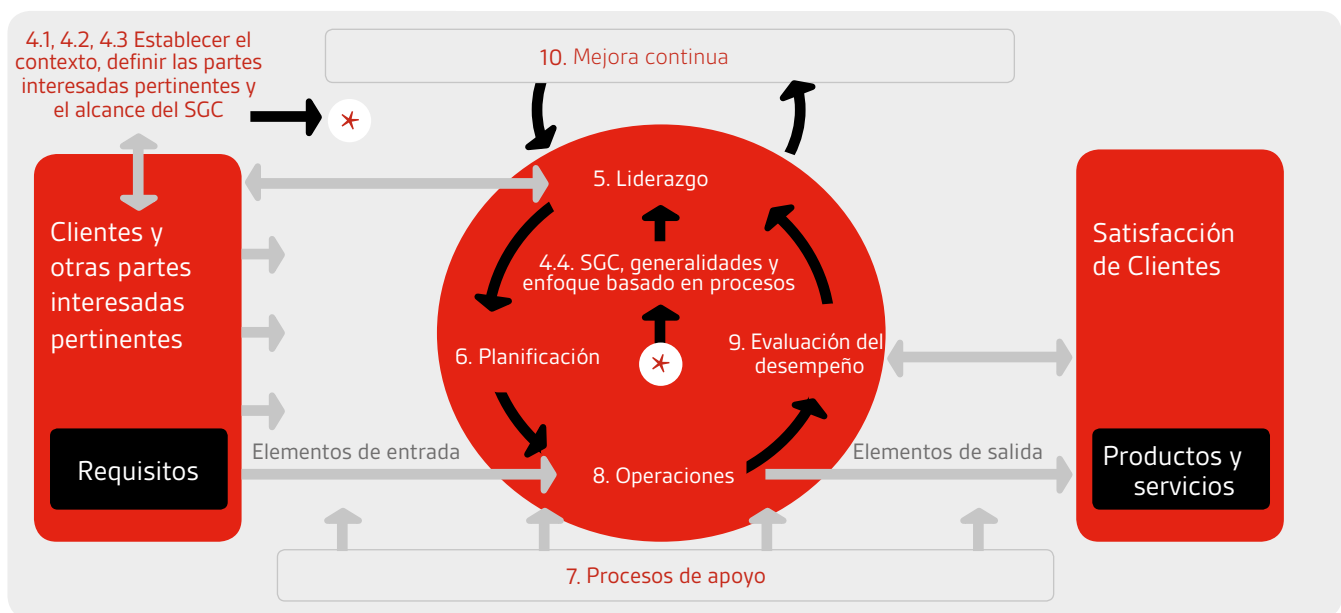 4.1, 4.2, 4.3 Establecer el
contexto, definir las partes
interesadas pertinentes y
el alcance del SGC
10. Mejora continua
5. Liderazgo
Clientes y
otras partes
interesadas
pertinentes
4.4. SGC, generalidades y
enfoque basado en procesos
Satisfacción
de Clientes
6. Planificación
9. Evaluación del
desempeño
Requisitos
Elementos de entrada
8. Operaciones
Elementos de salida
Productos y
servicios
7. Procesos de apoyo